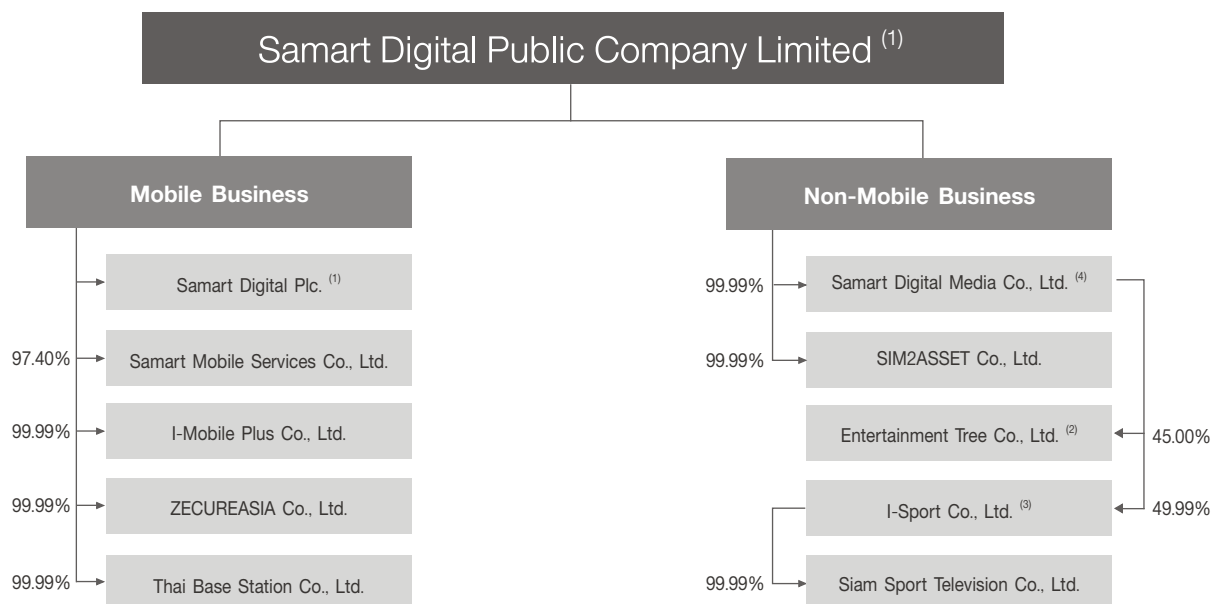 Samart Digital Public Company Limited (1)
Mobile Business
Samart Digital Plc. (1)
97.40%
Samart Mobile Services Co., Ltd.
99.99%
I-Mobile Plus Co., Ltd.
99.99%
ZECUREASIA Co., Ltd.
99.99%
Thai Base Station Co., Ltd.
Non-Mobile Business
99.99%
Samart Digital Media Co., Ltd. (4)
99.99%
SIM2ASSET Co., Ltd.
Entertainment Tree Co., Ltd. (2)
45.00%
I-Sport Co., Ltd. (3)
49.99%
99.99%
Siam Sport Television Co., Ltd.